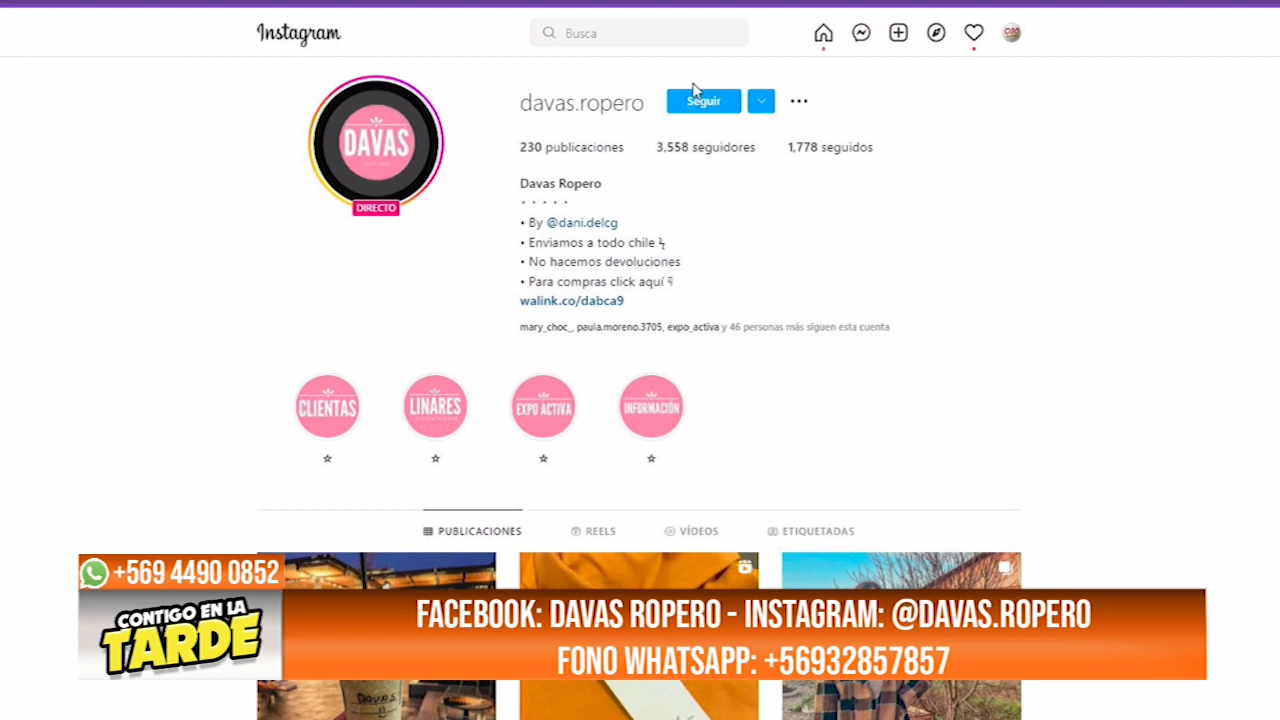 Instagram
Busca
DAVAS
DIRECTO
davas.ropero
Seguir
230 publicaciones 3,558 seguidores 1,778 seguidos
Davas Ropero
• • • • •
• By @dani.delcg
• Enviamos a todo chile
• No hacemos devoluciones
• Para compras click aquí
walink.co/dabca9
mary_choc_, paula.moreno.3705, expo_activa y 46 personas más siguen esta cuenta
CLIENTAS
LINARES
EXPO ACTIVA
INFORMACIÓN
PUBLICACIONES
REELS
VÍDEOS
ETIQUETADAS
+569 4490 0852
CONTIGO EN LA
TARDE
FACEBOOK: DAVAS ROPERO - INSTAGRAM: @DAVAS.ROPERO
FONO WHATSAPP: +56932857857
DAVAS